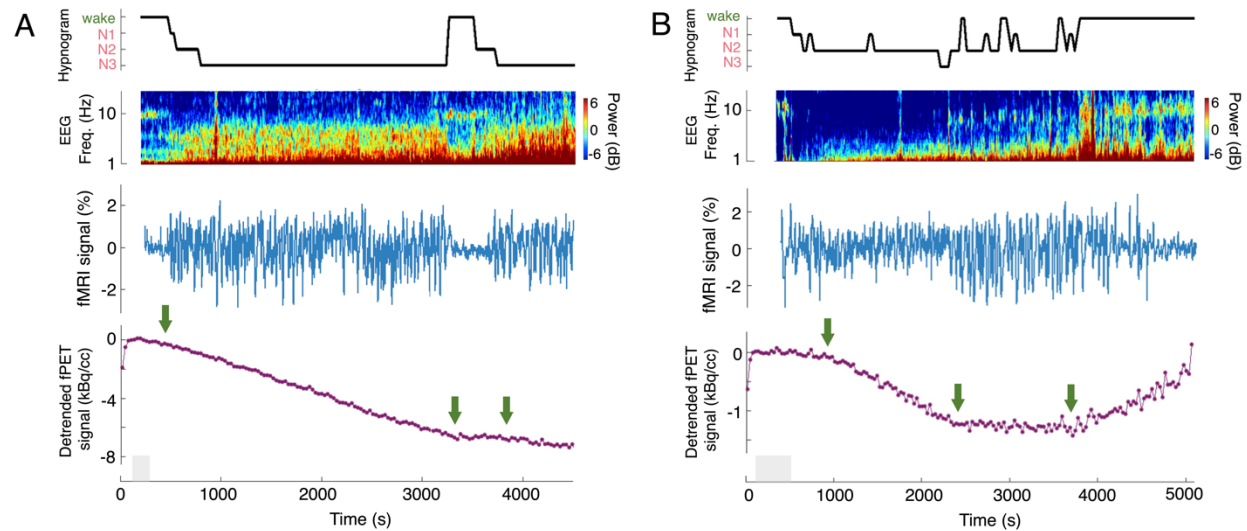 A
Hypnogram
wake
N1
N2
N3
EEG
Freq. (Hz)
10
1
6
0
-6
Power (dB)
fMRI signal (%)
2
0
-2
Detrended fPET
signal (kBq/cc)
0
-4
-8
0 1000 2000 3000 4000
Time (s)
B
Hypnogram
wake
N1
N2
N3
EEG
Freq. (Hz)
10
1
6
0
-6
Power (dB)
fMRI signal (%)
2
0
-2
Detrended fPET
signal (kBq/cc)
0
-1
0 1000 2000 3000 4000 5000
Time (s)